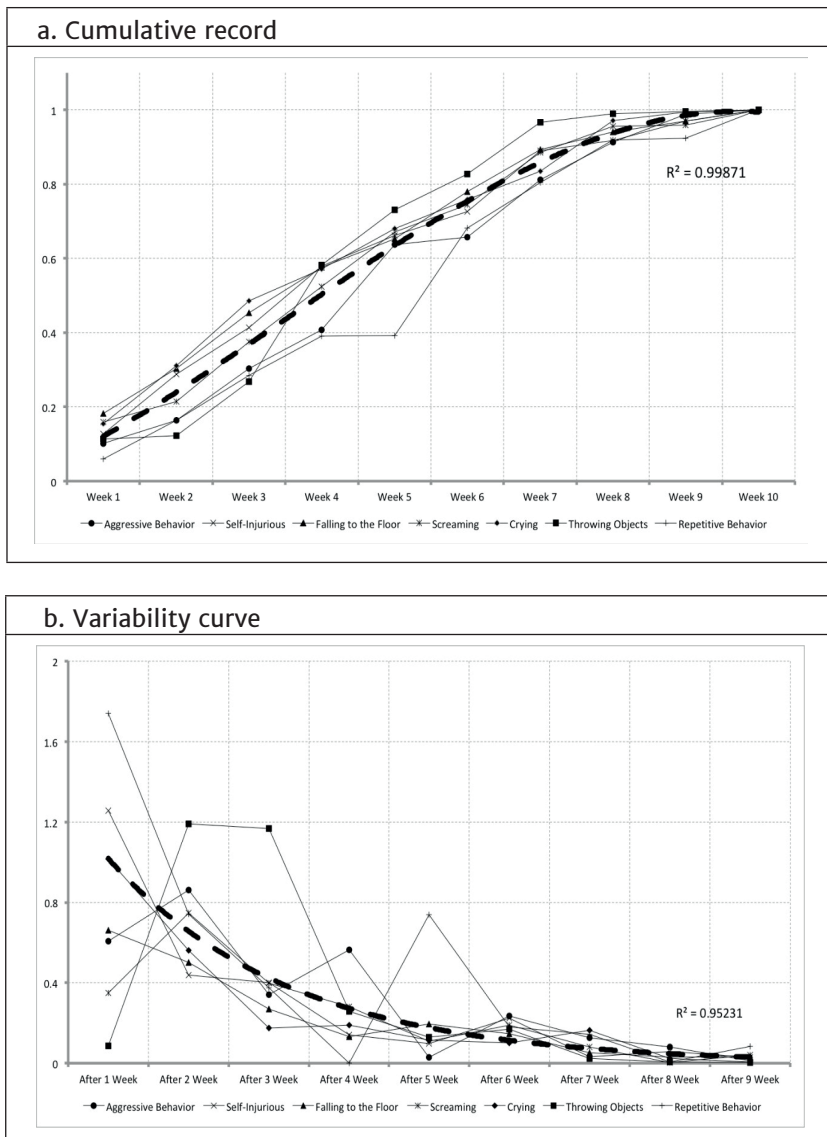 a. Cumulative record
1
0.8
0.6
0.4
0.2
0
R² = 0.99871
Week 1 Week 2 Week 3 Week 4 Week 5 Week 6 Week 7 Week 8 Week 9 Week 10
Aggressive Behavior Self-Injurious Falling to the Floor Screaming Crying Throwing Objects Repetitive Behavior
b. Variability curve
2
1.6
1.2
0.8
0.4
0
R² = 0.95231
After 1 Week After 2 Week After 3 Week After 4 Week After 5 Week After 6 Week After 7 Week After 8 Week After 9 Week
Aggressive Behavior Self-Injurious Falling to the Floor Screaming Crying Throwing Objects Repetitive Behavior